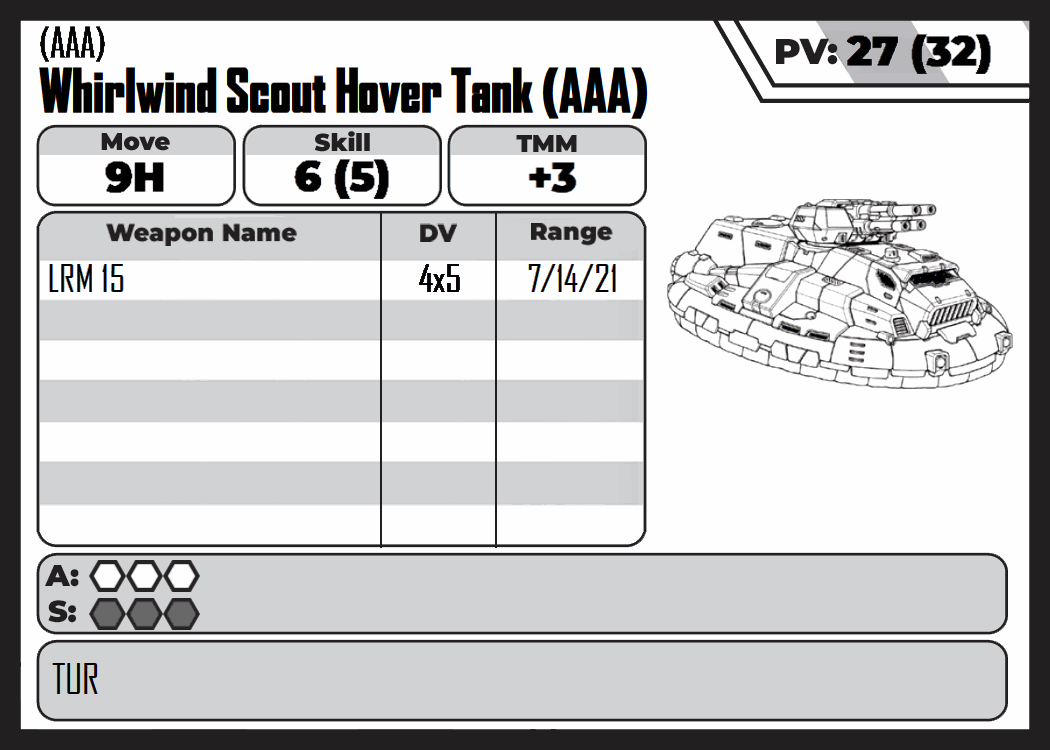 (AAA)
PV: 27 (32)
Whirlwind Scout Hover Tank (AAA)
Move Skill TMM
9H 6 (5) +3
Weapon Name DV Range
LRM 15 4x5 7/14/21
A:
S:
TUR